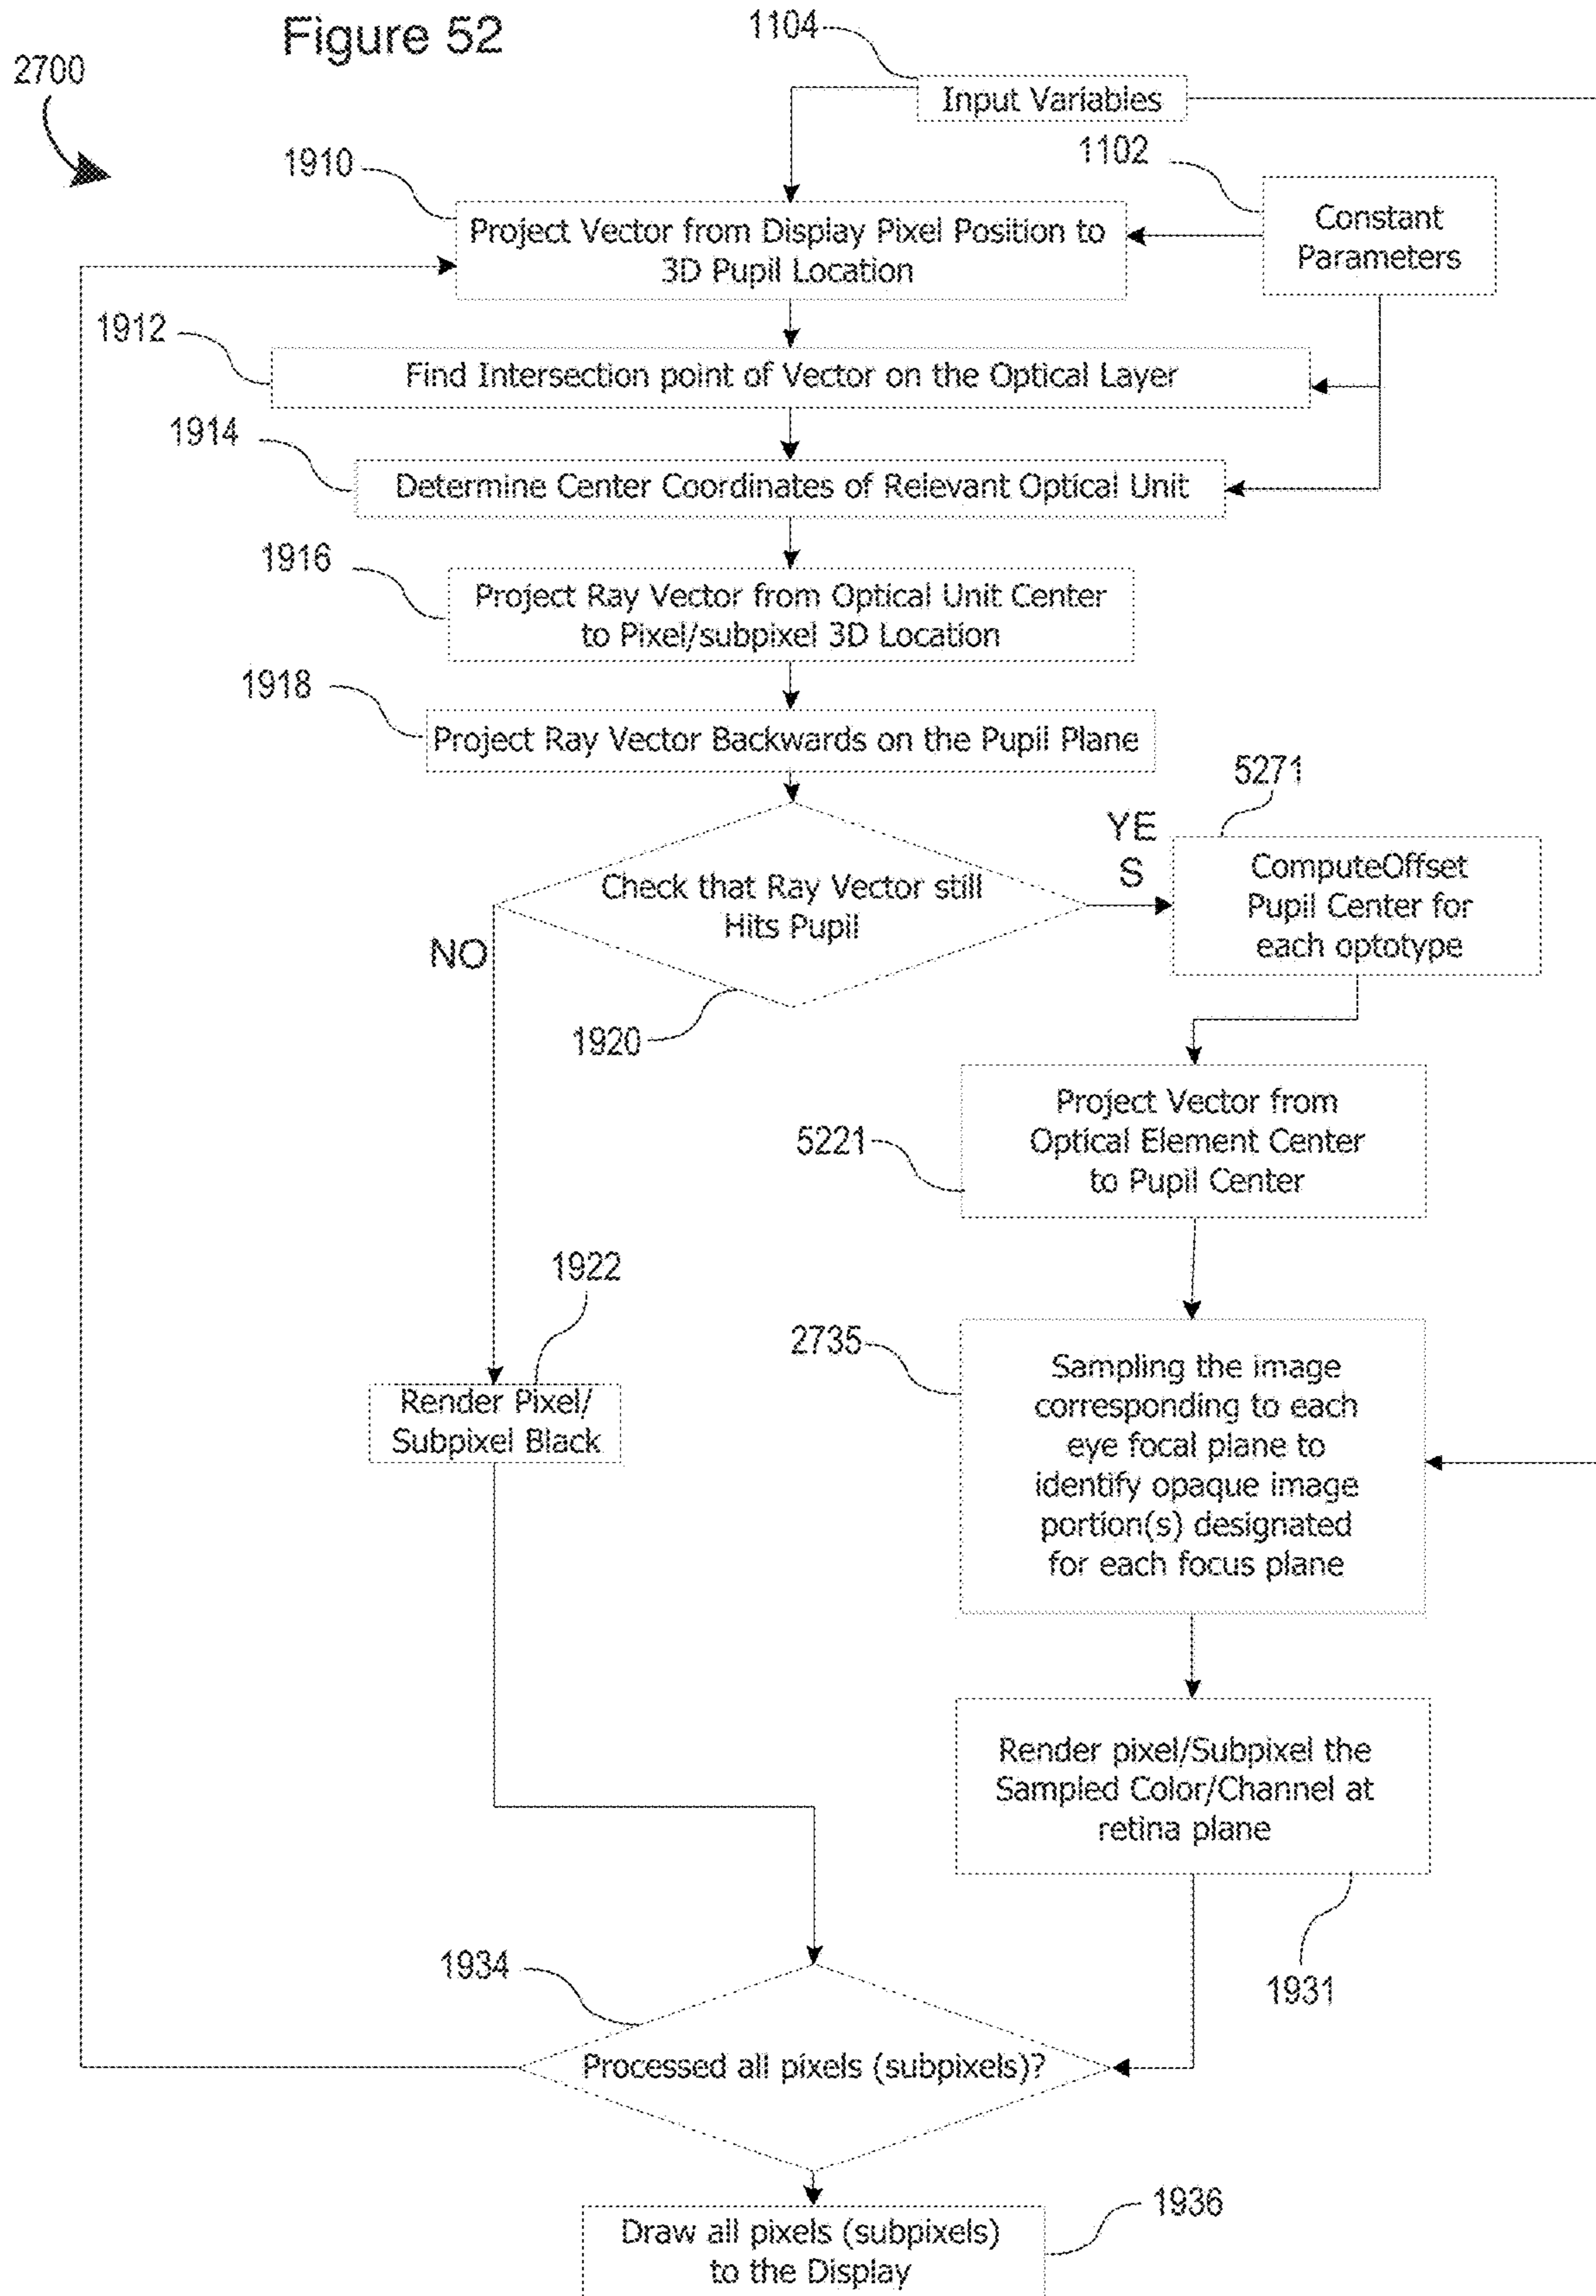 Figure 52
2700
1104
Input Variables
1102
1910
Project Vector from Display Pixel Position to
3D Pupil Location
Constant
Parameters
1912
Find Intersection point of Vector on the Optical Layer
1914
Determine Center Coordinates of Relevant Optical Unit
1916
Project Ray Vector from Optical Unit Center
to Pixel/subpixel 3D Location
1918
Project Ray Vector Backwards on the Pupil Plane
5271
YE
S
ComputeOffset
Pupil Center for
each optotype
Check that Ray Vector still
Hits Pupil
NO
1920
Project Vector from
Optical Element Center
to Pupil Center
5221
1922
Render Pixel/
Subpixel Black
2735
Sampling the image
corresponding to each
eye focal plane to
identify opaque image
portion(s) designated
for each focus plane
Render pixel/Subpixel the
Sampled Color/Channel at
retina plane
1931
1934
Processed all pixels (subpixels)?
1936
Draw all pixels (subpixels)
to the Display